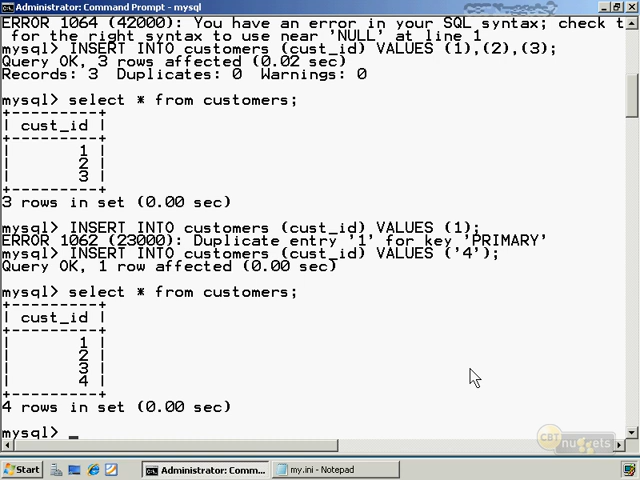 Administrator: Command Prompt - mysql
ERROR 1064 (42000): You have an error in your SQL syntax; check t
for the right syntax to use near 'NULL' at line 1
mysql> INSERT INTO customers (cust_id) VALUES (1),(2),(3);
Query OK, 3 rows affected (0.02 sec)
Records: 3  Duplicates: 0  Warnings: 0
mysql> select * from customers;
+---------+
| cust_id |
+---------+
|       1 |
|       2 |
|       3 |
+---------+
3 rows in set (0.00 sec)
mysql> INSERT INTO customers (cust_id) VALUES (1);
ERROR 1062 (23000): Duplicate entry '1' for key 'PRIMARY'
mysql> INSERT INTO customers (cust_id) VALUES ('4');
Query OK, 1 row affected (0.00 sec)
mysql> select * from customers;
+---------+
| cust_id |
+---------+
|       1 |
|       2 |
|       3 |
|       4 |
+---------+
4 rows in set (0.00 sec)
mysql> _
CBT nuggets
Start
Administrator: Comm...
my.ini - Notepad